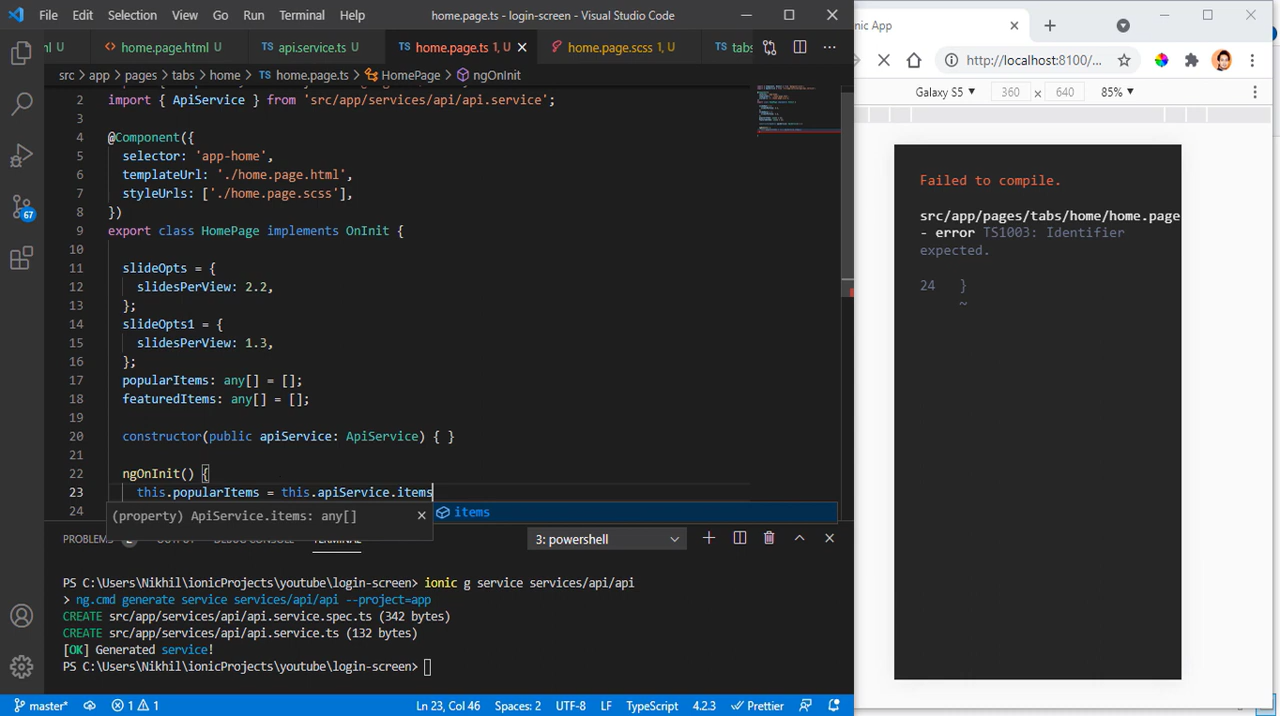 File Edit Selection View Go Run Terminal Help home.page.ts - login-screen - Visual Studio Code
U home.page.html U TS api.service.ts U TS home.page.ts 1, U home.page.scss 1, U TS tabs
src > app > pages > tabs > home > TS home.page.ts > HomePage > ngOnInit
import { ApiService } from 'src/services/api/api.service';
@Component({
5 selector: 'app-home',
6 templateUrl: './home.page.html',
7 styleUrls: ['./home.page.scss'],
8 })
9 export class HomePage implements OnInit {
10
11 slideOpts = {
12 slidesPerView: 2.2,
13 };
14 slideOpts1 = {
15 slidesPerView: 1.3,
16 };
17 popularItems: any[] = [];
18 featuredItems: any[] = [];
19
20 constructor(public apiService: ApiService) { }
21
22 ngOnInit() {
23 this.popularItems = this.apiService.items
24
(property) ApiService.items: any[]
items
PROBLEMS 2 OUTPUT DEBUG CONSOLE TERMINAL 3: powershell
PS C:\Users\Nikhil\ionicProjects\youtube\login-screen> ionic g service services/api/api
> ng.cmd generate service services/api/api --project=app
CREATE src/app/services/api/api.service.spec.ts (342 bytes)
CREATE src/app/services/api/api.service.ts (132 bytes)
[OK] Generated service!
PS C:\Users\Nikhil\ionicProjects\youtube\login-screen>
67
master* 1 1 Ln 23, Col 46 Spaces: 2 UTF-8 LF TypeScript 4.2.3 Prettier
onic App
http://localhost:8100/...
Galaxy S5 360 x 640 85%
Failed to compile.
src/app/pages/tabs/home/home.page
- error TS1003: Identifier
expected.
24 }
~